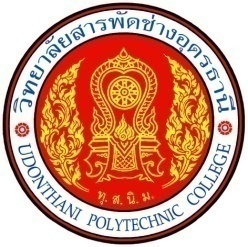 วิทยาลัยสารพัดช่างอุดรธานี
ทุ. ส. นิ. ม.
UDONTHANI POLYTECHNIC COLLEGE